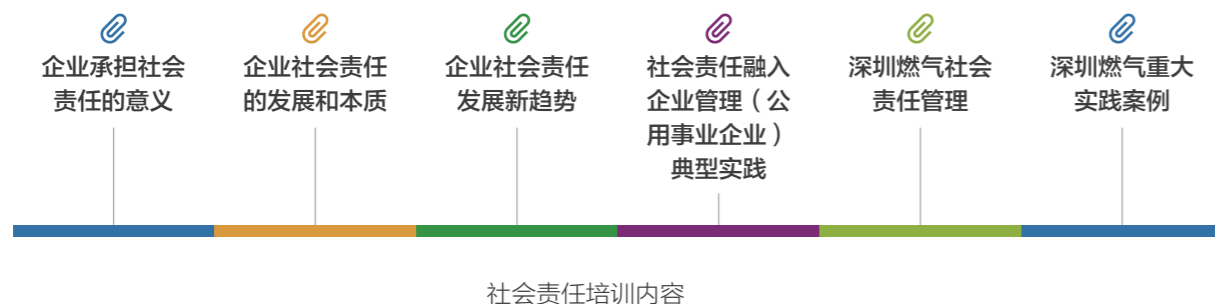 企业承担社会
责任的意义
企业社会责任
的发展和本质
企业社会责任
发展新趋势
社会责任融入
企业管理（公
用事业企业）
典型实践
深圳燃气社会
责任管理
深圳燃气重大
实践案例
社会责任培训内容